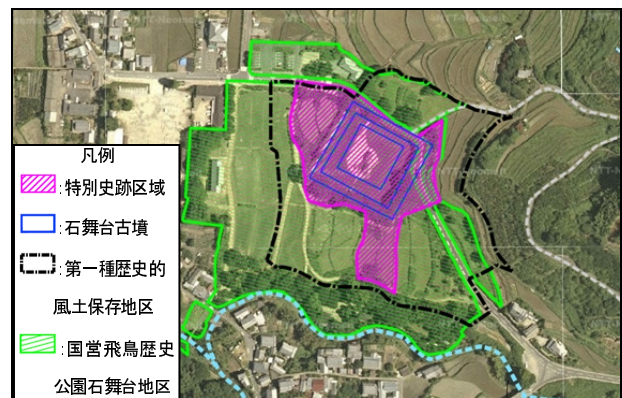 凡例
:特別史跡区域
:石舞台古墳
:第一種歴史的
風土保存地区
:国営飛鳥歴史
公園石舞台地区